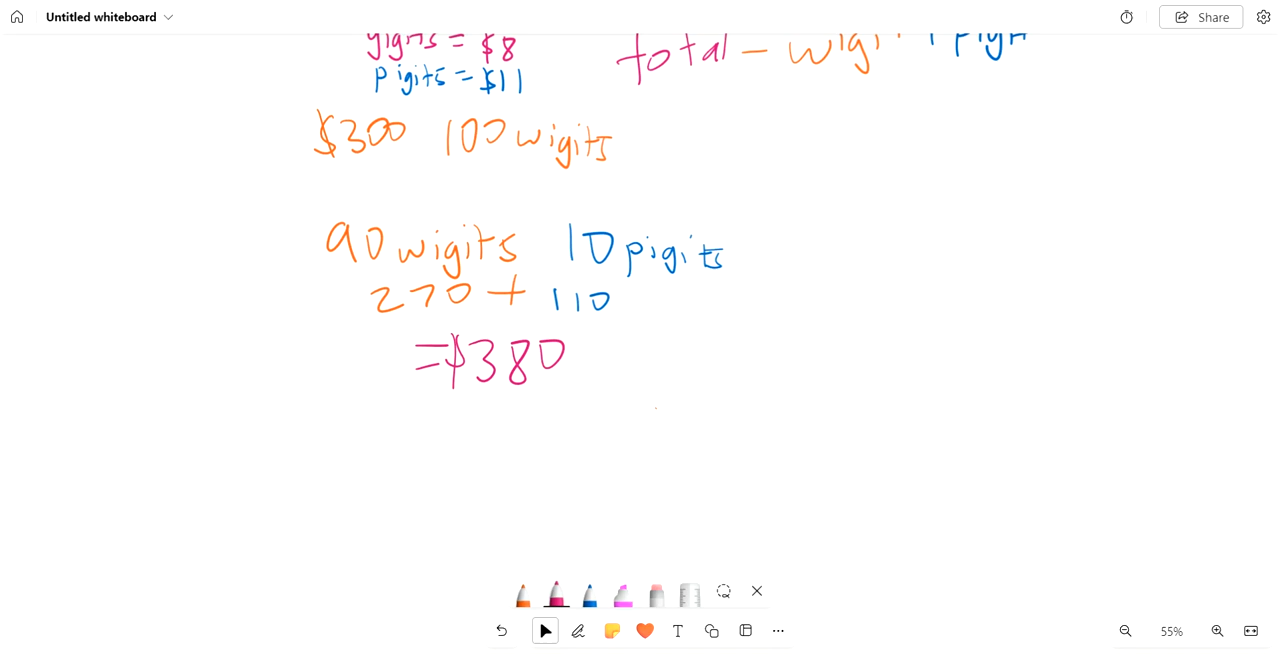 Untitled whiteboard
Share
yigits = $8
total = wigit + pigit
pigits = $11
$300 100 wigits
90 wigits 10 pigits
270 + 110
= $380
55%